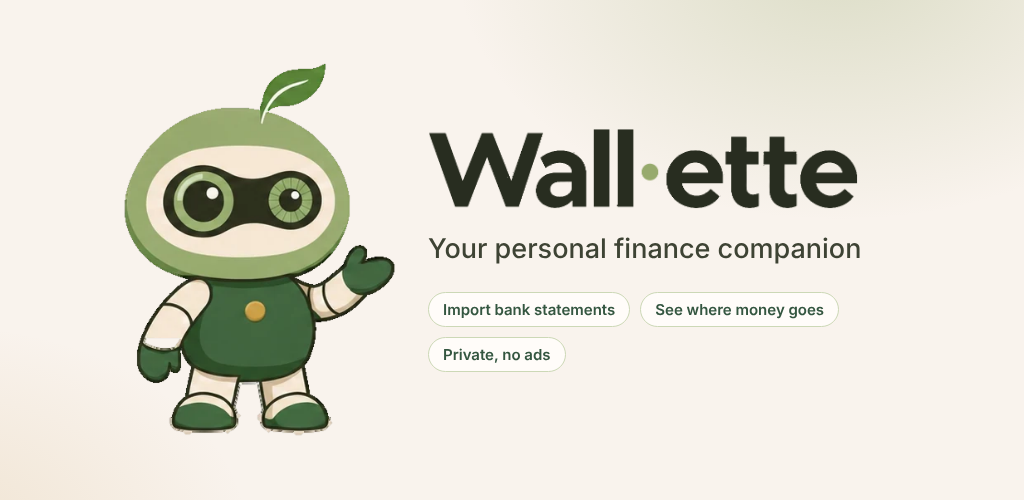 Wall·ette
Your personal finance companion
Import bank statements
See where money goes
Private, no ads